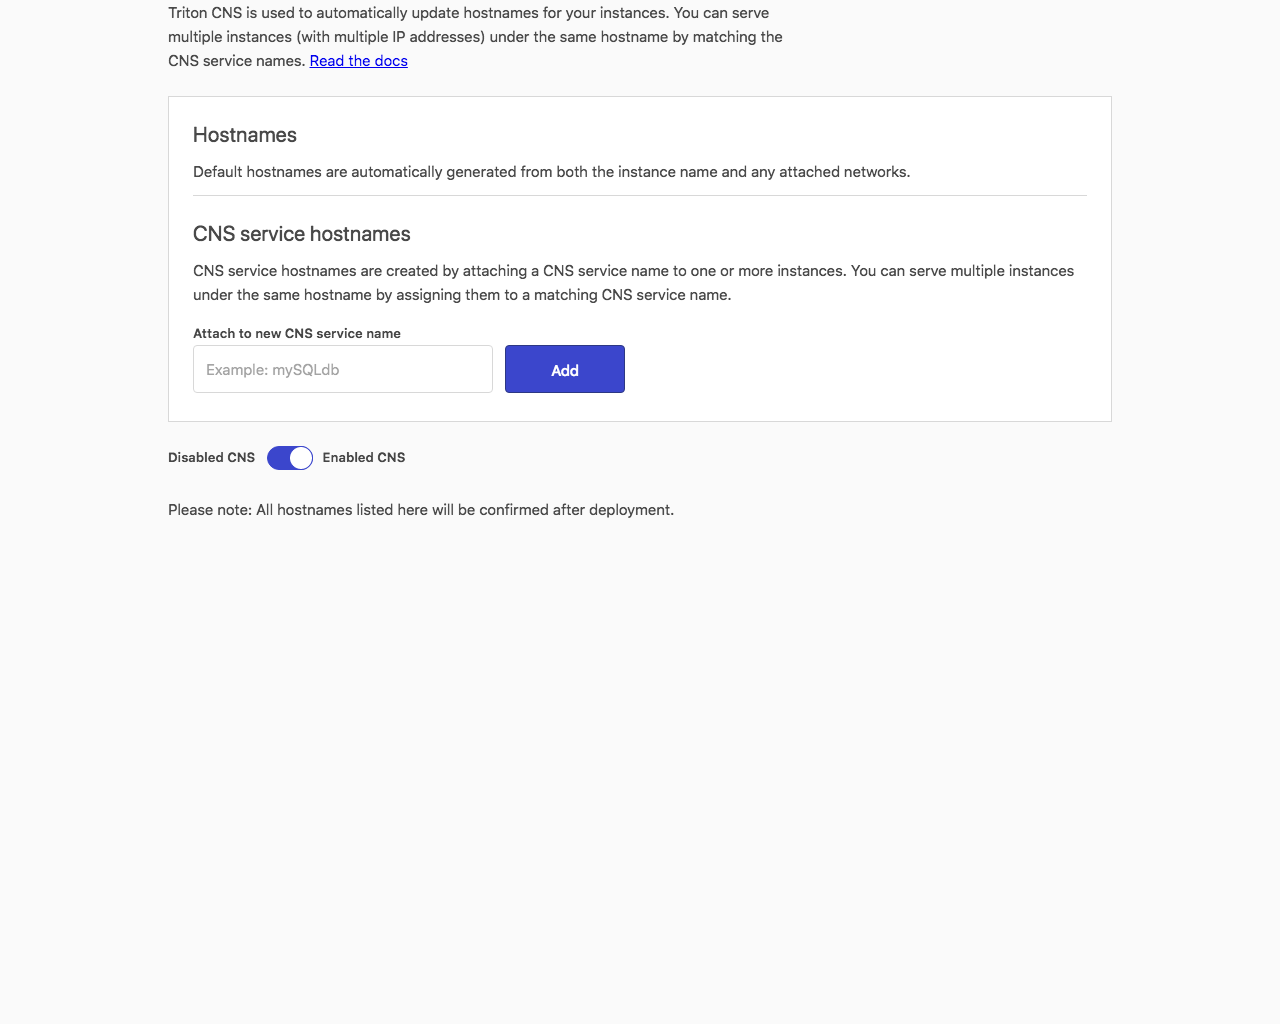 Triton CNS is used to automatically update hostnames for your instances. You can serve
multiple instances (with multiple IP addresses) under the same hostname by matching the
CNS service names. Read the docs
Hostnames
Default hostnames are automatically generated from both the instance name and any attached networks.
CNS service hostnames
CNS service hostnames are created by attaching a CNS service name to one or more instances. You can serve multiple instances
under the same hostname by assigning them to a matching CNS service name.
Attach to new CNS service name
Example: mySQLdb
Add
Disabled CNS
Enabled CNS
Please note: All hostnames listed here will be confirmed after deployment.